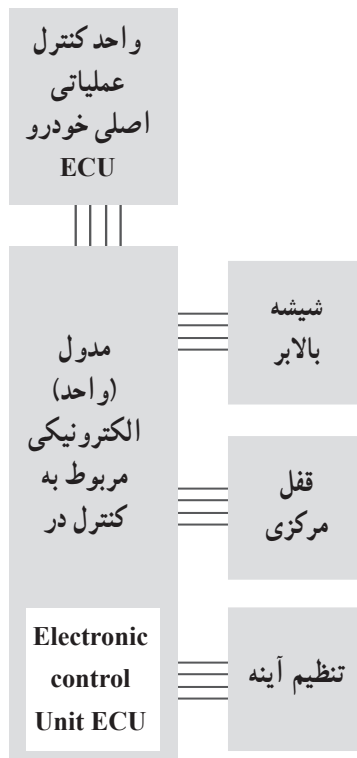 واحد کنترل
عملیاتی
اصلی خودرو
ECU
مدول
(واحد)
الکترونیکی
مربوط به
کنترل در
Electronic
control
Unit ECU
شیشه
بالابر
قفل
مرکزی
تنظیم آینه